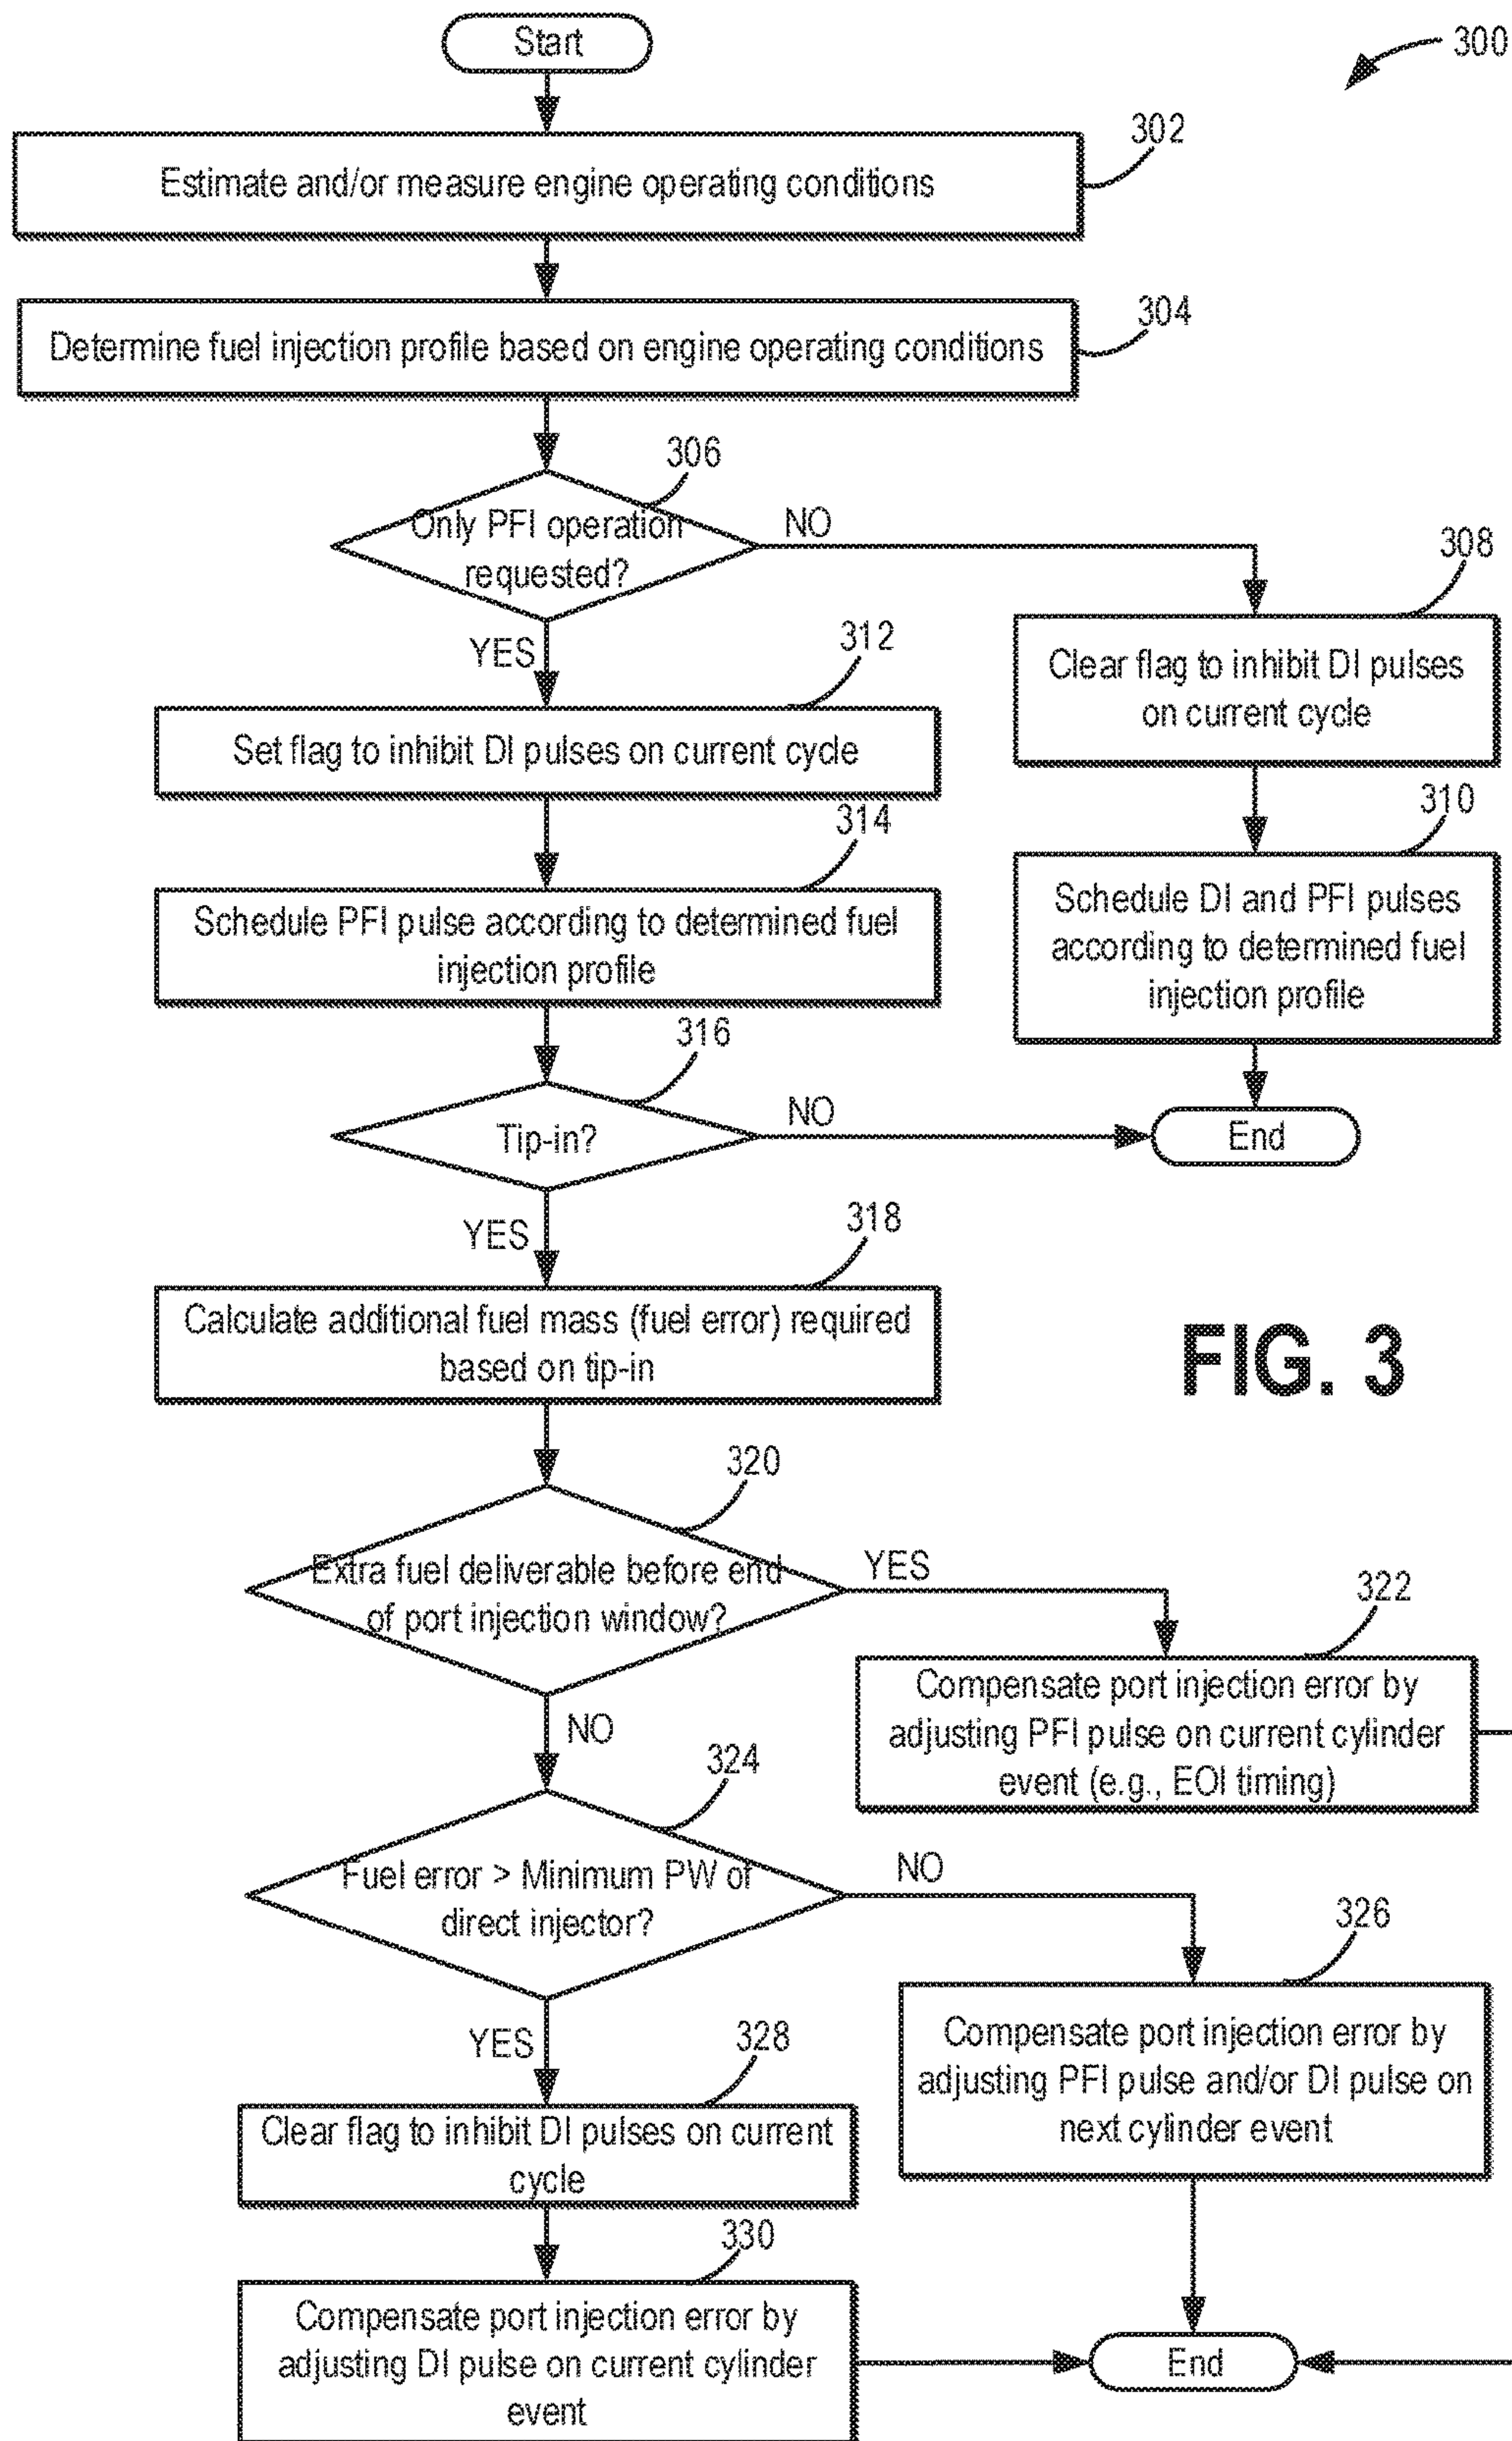 Start
300
302
Estimate and/or measure engine operating conditions
304
Determine fuel injection profile based on engine operating conditions
306
Only PFI operation
requested?
NO
YES
308
Clear flag to inhibit DI pulses
on current cycle
312
Set flag to inhibit DI pulses on current cycle
310
Schedule DI and PFI pulses
according to determined fuel
injection profile
314
Schedule PFI pulse according to determined fuel
injection profile
316
Tip-in?
NO
End
YES
318
Calculate additional fuel mass (fuel error) required
based on tip-in
FIG. 3
320
Extra fuel deliverable before end
of port injection window?
YES
322
Compensate port injection error by
adjusting PFI pulse on current cylinder
event (e.g., EOI timing)
NO
324
Fuel error > Minimum PW of
direct injector?
NO
326
Compensate port injection error by
adjusting PFI pulse and/or DI pulse on
next cylinder event
YES
328
Clear flag to inhibit DI pulses on current
cycle
330
Compensate port injection error by
adjusting DI pulse on current cylinder
event
End